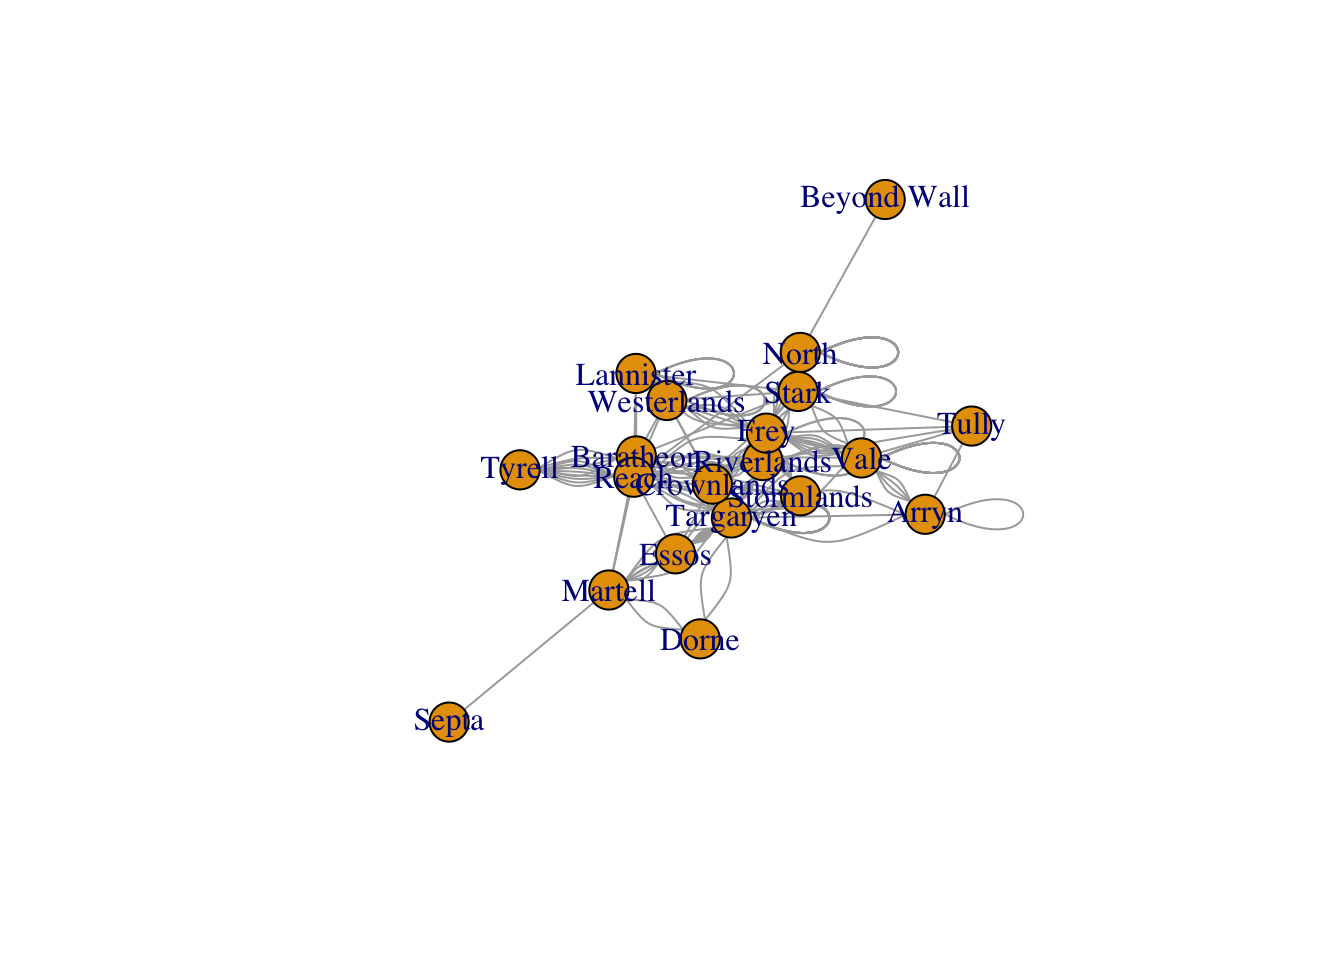 Beyond Wall
North
Lannister
Stark
Westerlands
Tully
Frey
Baratheon
Riverlands
Vale
Tyrell
Reach
Crownlands
Stormlands
Targaryen
Arryn
Essos
Martell
Dorne
Septa